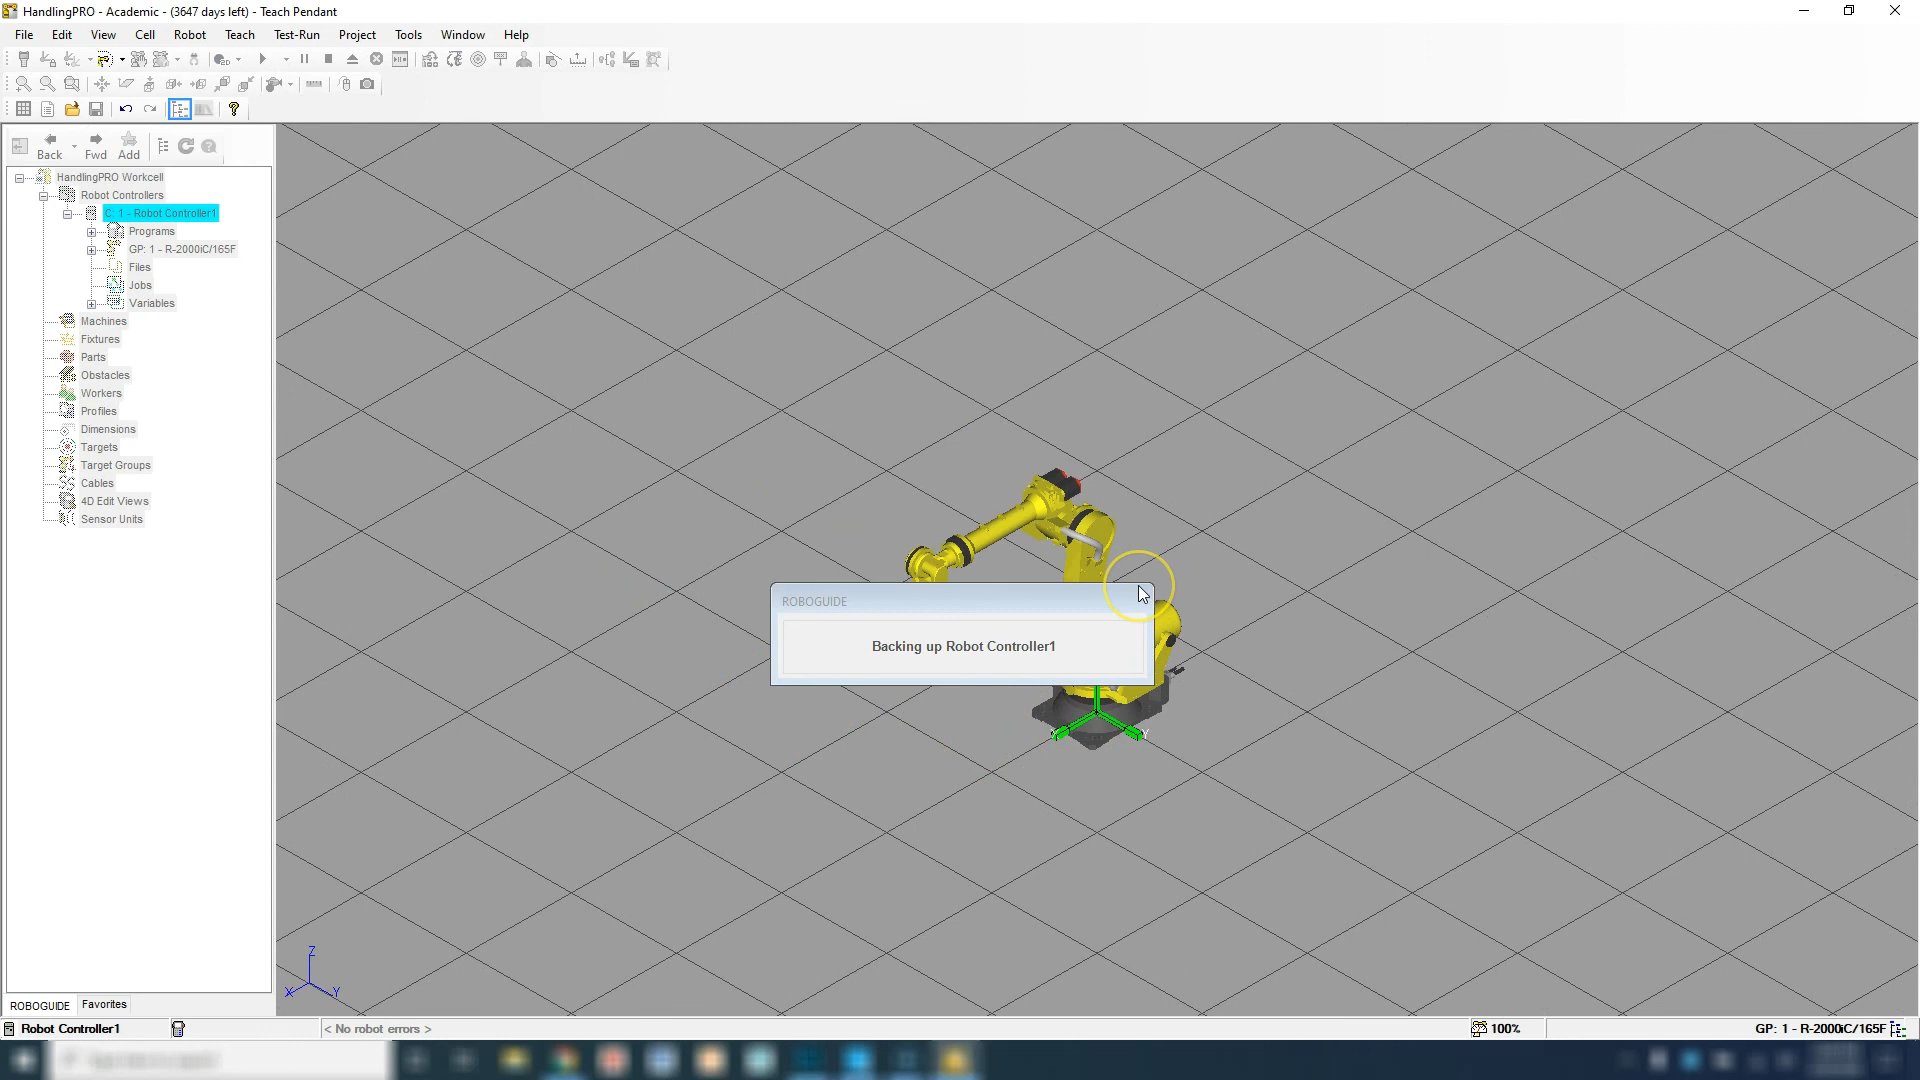 HandlingPRO - Academic - (3647 days left) - Teach Pendant
File Edit View Cell Robot Teach Test-Run Project Tools Window Help
Back Fwd Add
HandlingPRO Workcell
Robot Controllers
C: 1 - Robot Controller1
Programs
GP: 1 - R-2000iC/165F
Files
Jobs
Variables
Machines
Fixtures
Parts
Obstacles
Workers
Profiles
Dimensions
Targets
Target Groups
Cables
4D Edit Views
Sensor Units
ROBOGUIDE
Backing up Robot Controller1
Z
X Y
ROBOGUIDE Favorites
Robot Controller1 < No robot errors > 100% GP: 1 - R-2000iC/165F